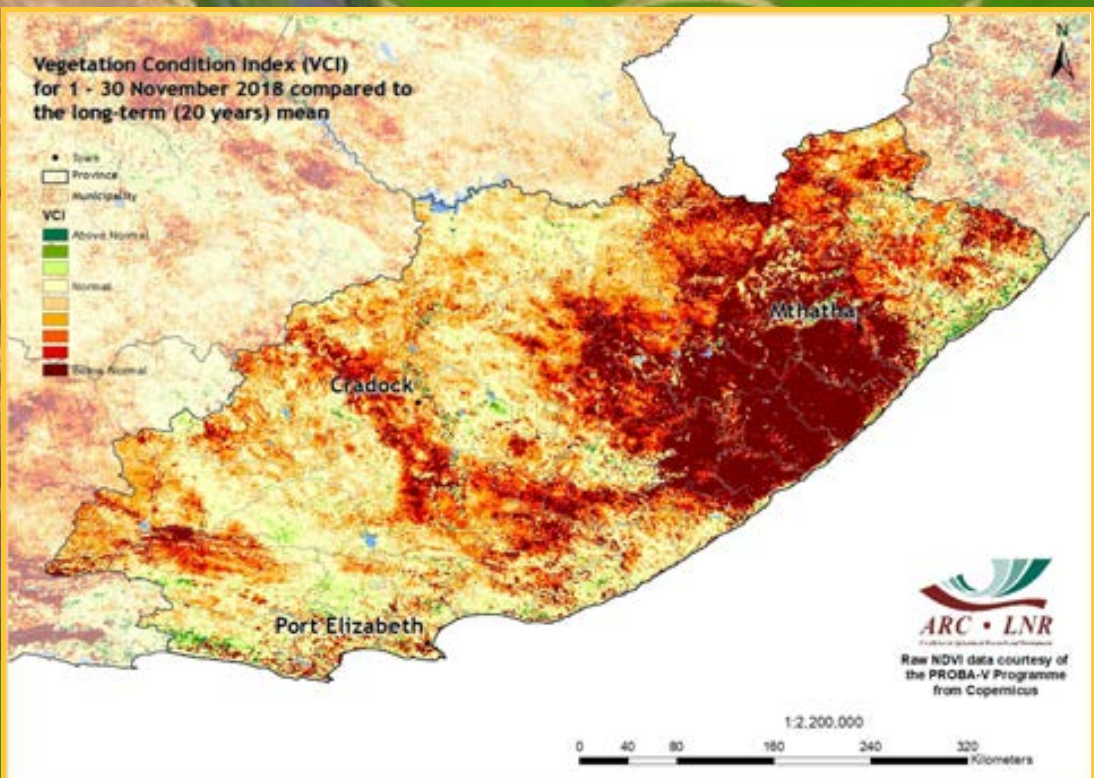 Vegetation Condition Index (VCI)
for 1 - 30 November 2018 compared to
the long-term (20 years) mean
N
Town
Province
Municipality
VCI
Above Normal
Normal
Below Normal
Mthatha
Cradock
Port Elizabeth
ARC • LNR
Raw NDVI data courtesy of
the PROBA-V Programme
from Copernicus
1:2,200,000
0 40 80 160 240 320
Kilometers